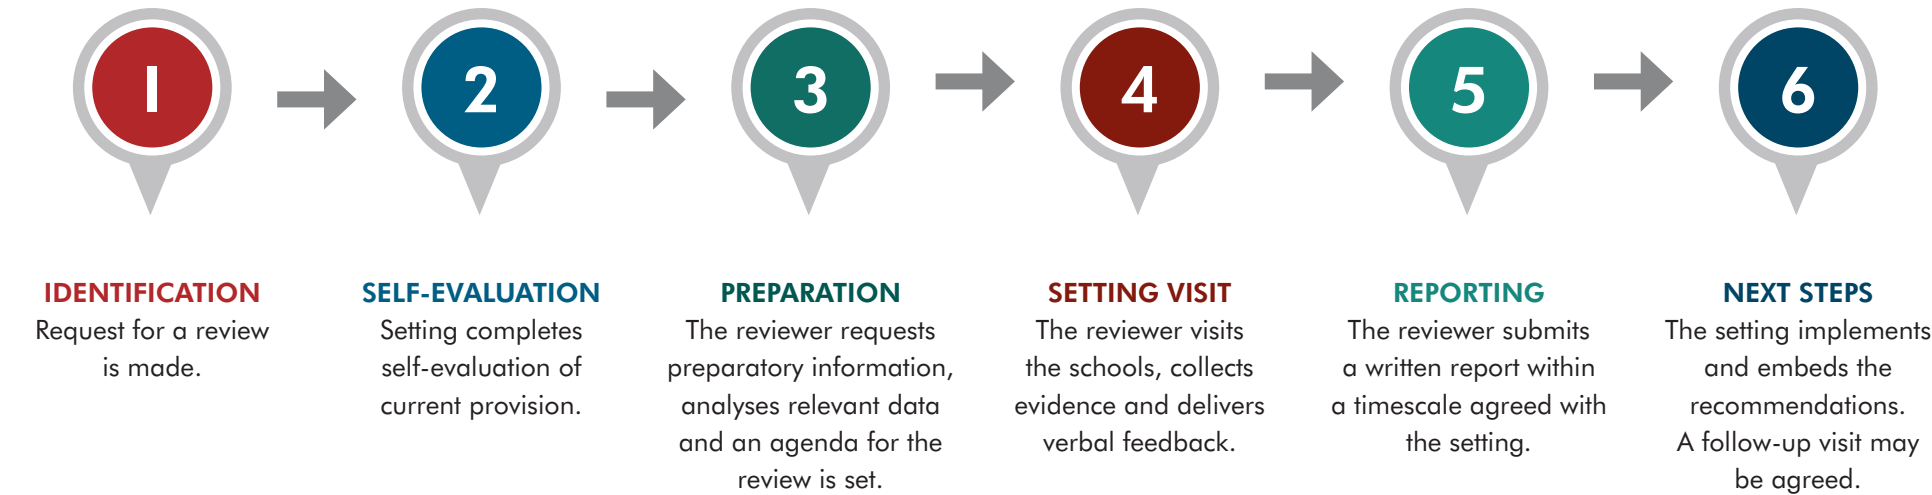 1
2
3
4
5
6
IDENTIFICATION
Request for a review
is made.
SELF-EVALUATION
Setting completes
self-evaluation of
current provision.
PREPARATION
The reviewer requests
preparatory information,
analyses relevant data
and an agenda for the
review is set.
SETTING VISIT
The reviewer visits
the schools, collects
evidence and delivers
verbal feedback.
REPORTING
The reviewer submits
a written report within
a timescale agreed with
the setting.
NEXT STEPS
The setting implements
and embeds the
recommendations.
A follow-up visit may
be agreed.